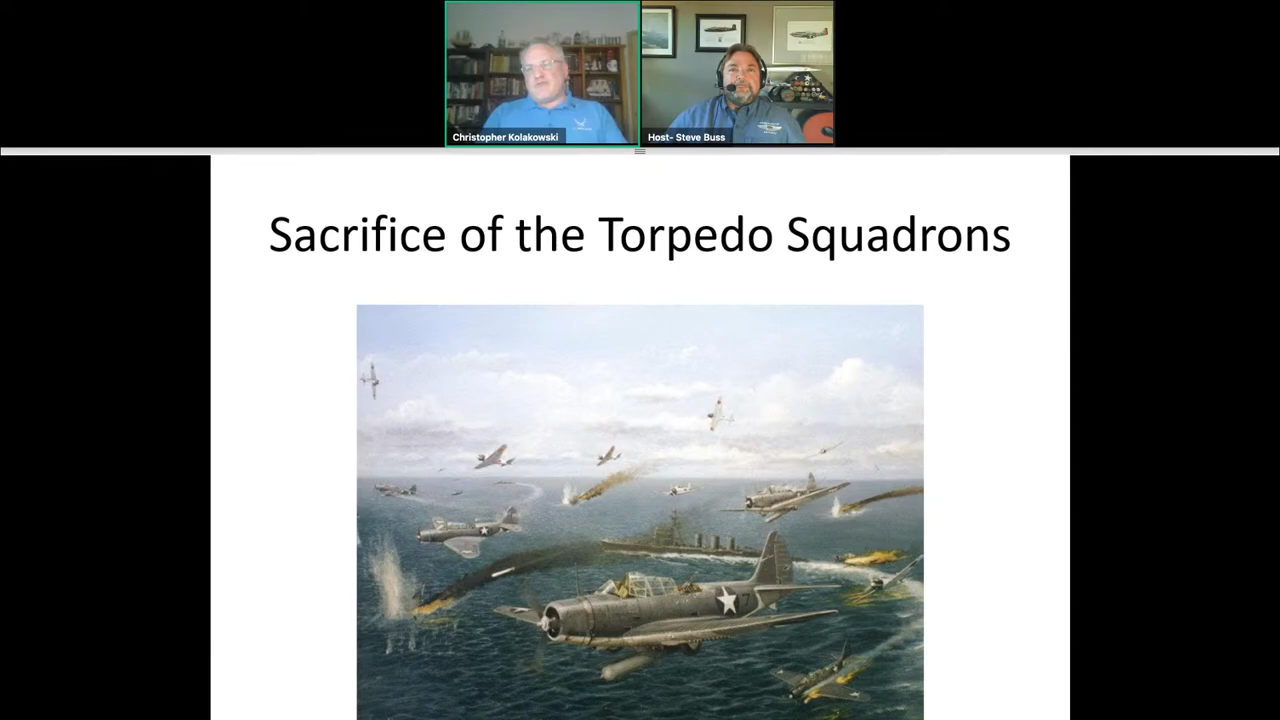 Christopher Kolakowski
Host- Steve Buss
Sacrifice of the Torpedo Squadrons